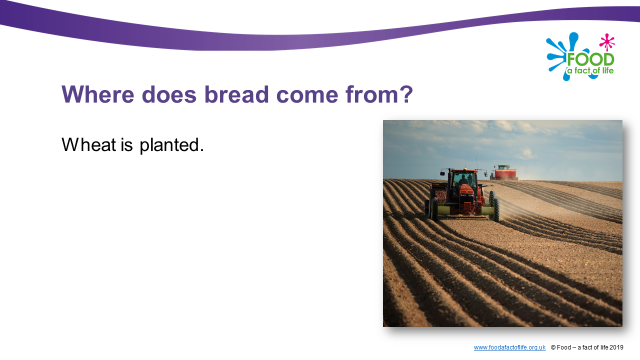 FOOD
a fact of life
Where does bread come from?
Wheat is planted.
www.foodafactoflife.org.uk © Food – a fact of life 2019